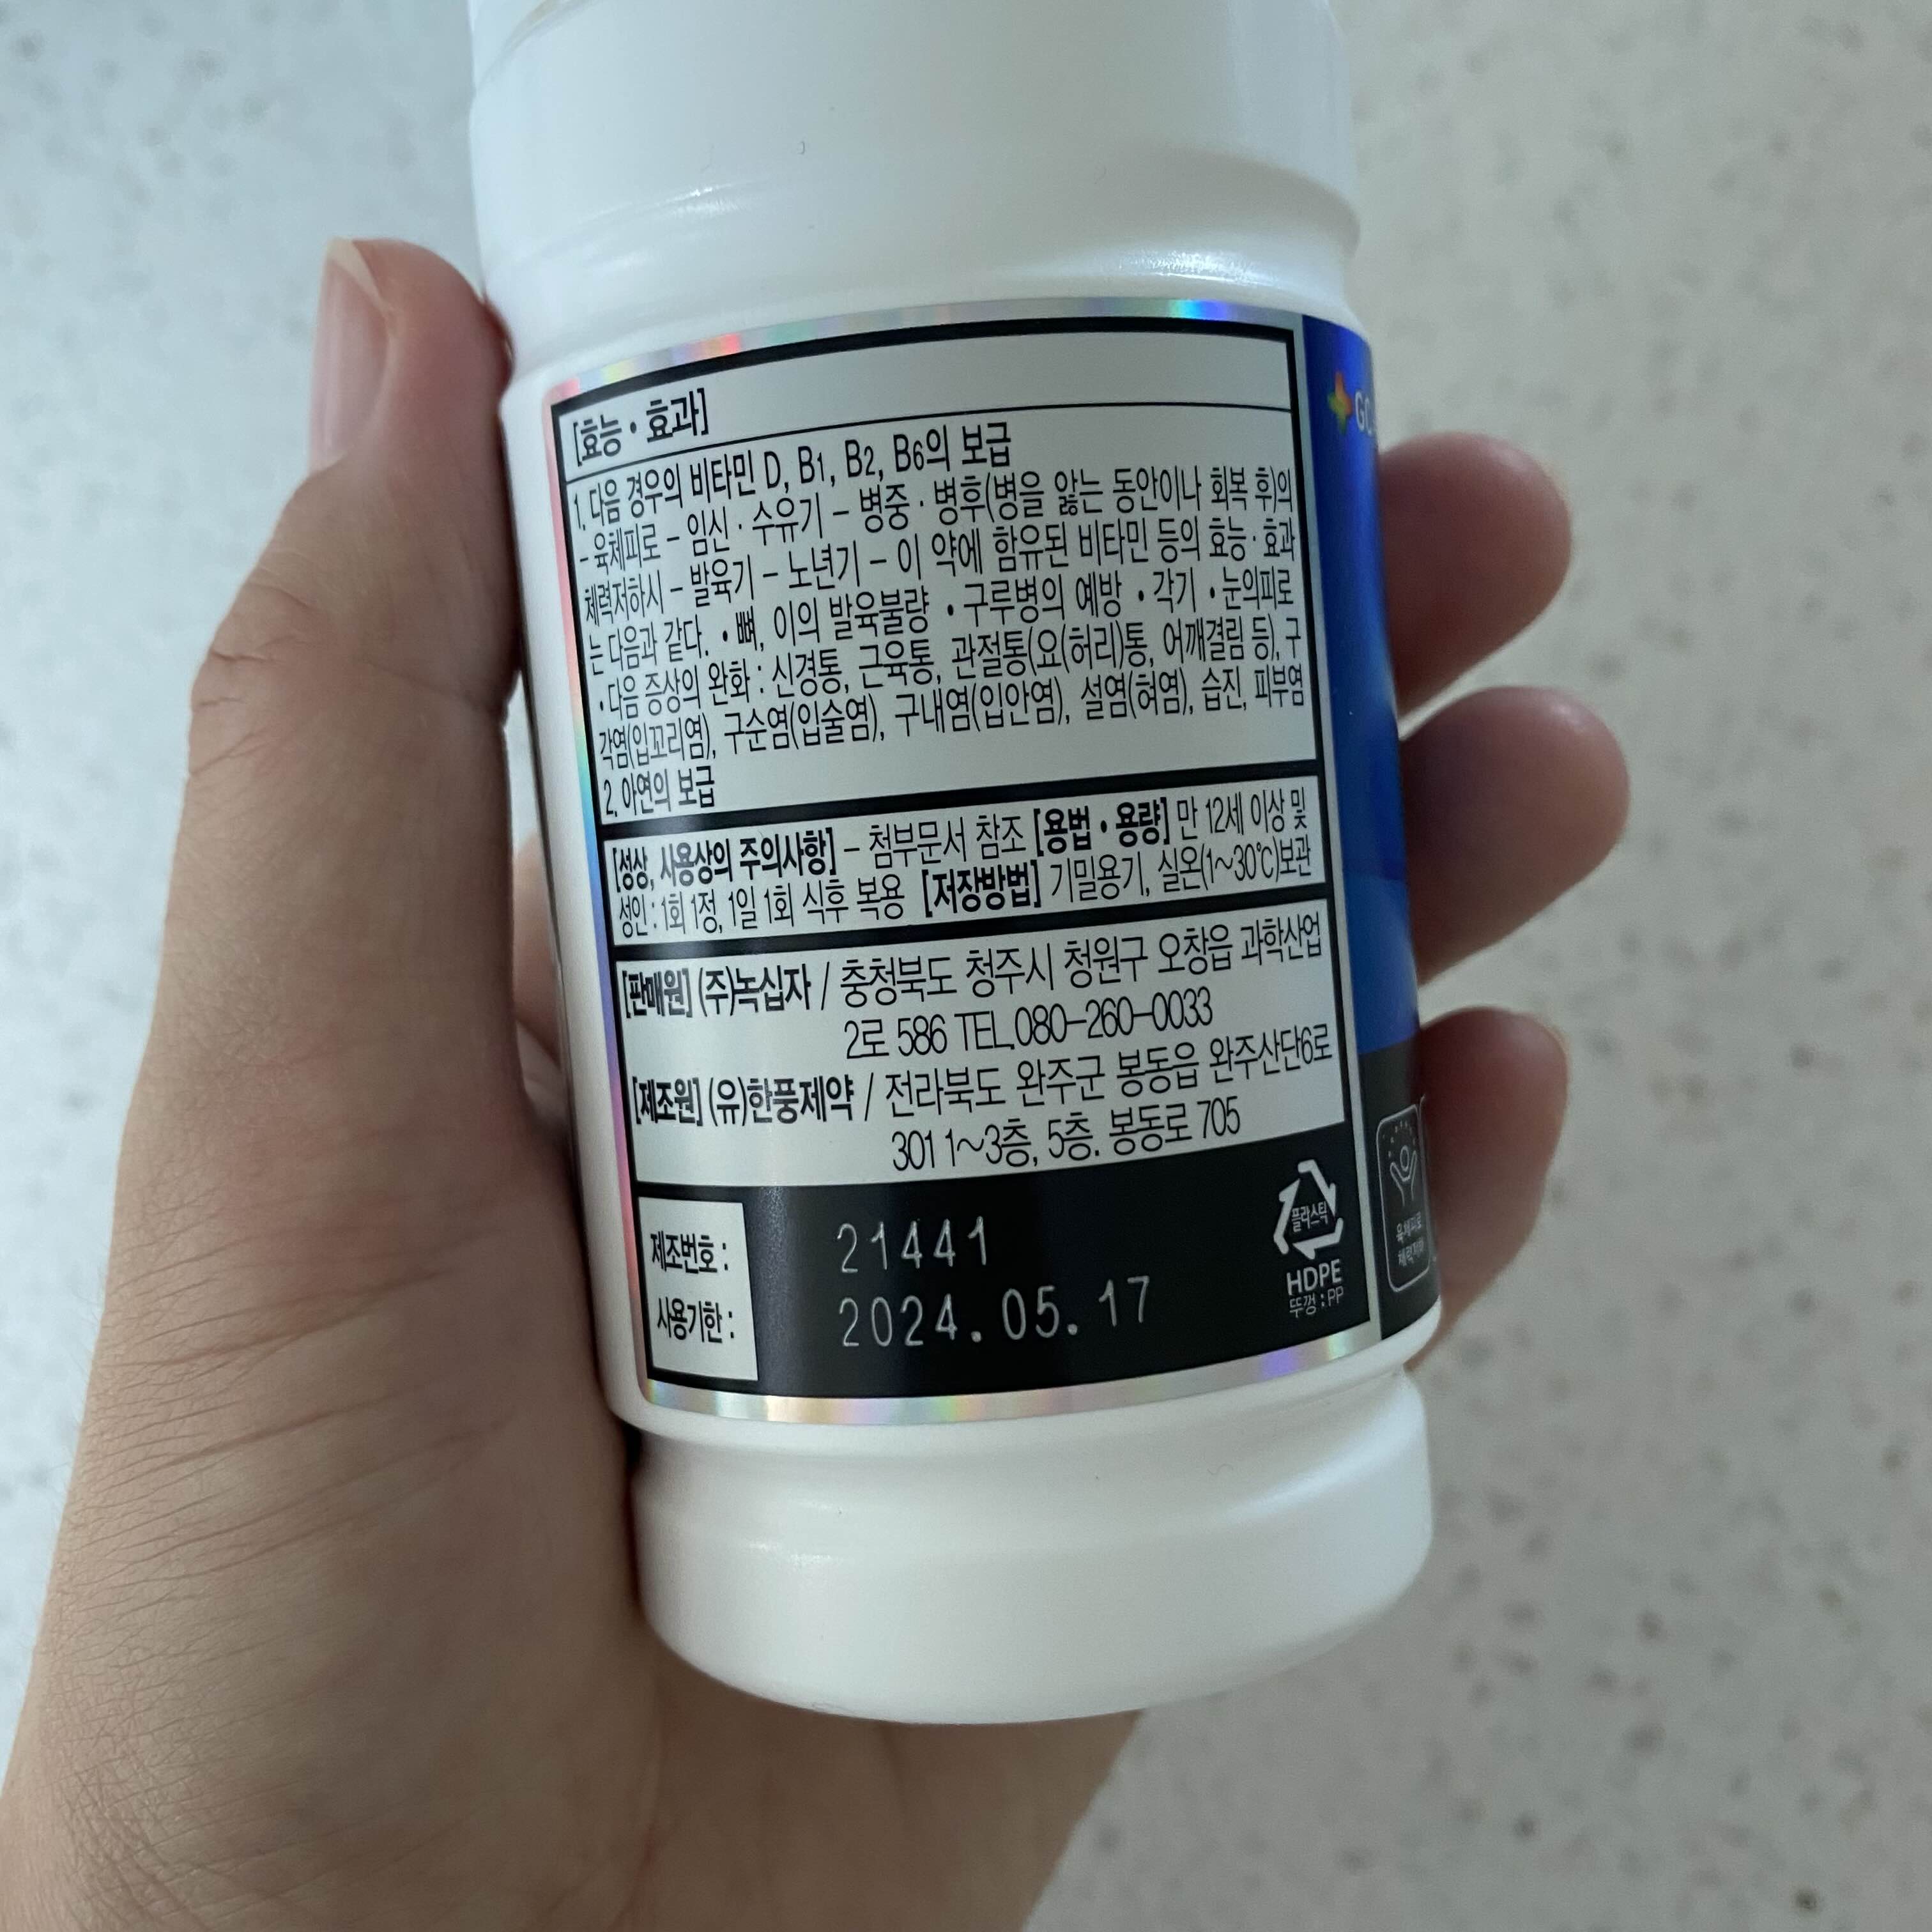 [효능·효과]
1. 다음 경우의 비타민 D, B1, B2, B6의 보급
- 육체피로 - 임신·수유기 - 병중·병후(병을 앓는 동안이나 회복 후)의
체력저하시 - 발육기 - 노년기 - 이 약에 함유된 비타민 등의 효능·효과
는 다음과 같다. •뼈, 이의 발육불량 •구루병의 예방 •각기 •눈의피로
•다음 증상의 완화 : 신경통, 근육통, 관절통(요(허리)통, 어깨결림 등), 구
각염(입꼬리염), 구순염(입술염), 구내염(입안염), 설염(혀염), 습진, 피부염
2. 아연의 보급
[성상, 사용상의 주의사항] - 첨부문서 참조 [용법·용량] 만 12세 이상 및
성인 : 1회 1정, 1일 1회 식후 복용 [저장방법] 기밀용기, 실온(1~30℃)보관
[판매원] (주)녹십자 / 충청북도 청주시 청원구 오창읍 과학산업
2로 586 TEL.080-260-0033
[제조원] (유)한풍제약 / 전라북도 완주군 봉동읍 완주산단6로
301 1~3층, 5층. 봉동로 705
제조번호 : 21441
사용기한 : 2024.05.17
플라스틱
HDPE
뚜껑 : PP
GC
육체피로
체력저하